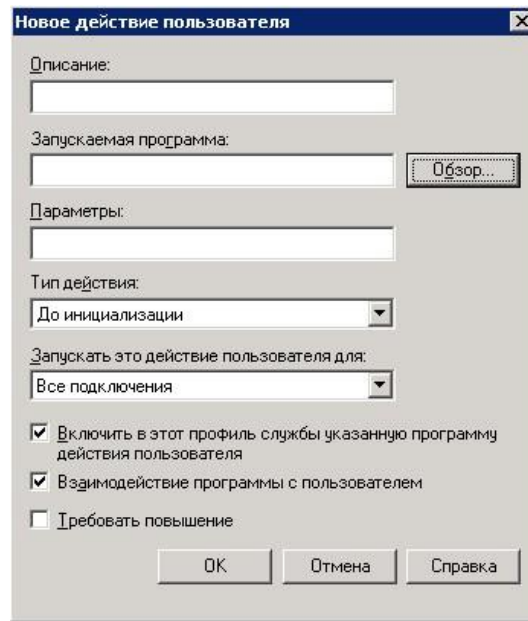 Новое действие пользователя
Описание:
Запускаемая программа:
Обзор...
Параметры:
Тип действия:
До инициализации
Запускать это действие пользователя для:
Все подключения
Включить в этот профиль службы указанную программу
действия пользователя
Взаимодействие программы с пользователем
Требовать повышение
ОК
Отмена
Справка